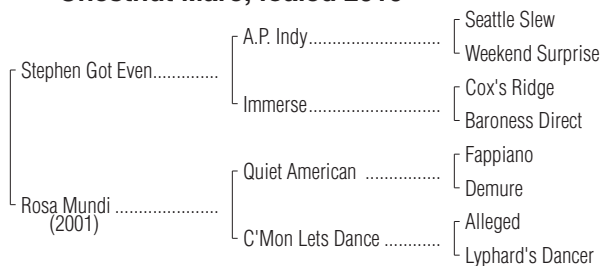 Seattle Slew
A.P. Indy..............................
Weekend Surprise
Stephen Got Even...............
Cox's Ridge
Immerse..............................
Baroness Direct
Fappiano
Quiet American .................
Demure
Rosa Mundi .......................
(2001)
Alleged
C'Mon Lets Dance ............
Lyphard's Dancer